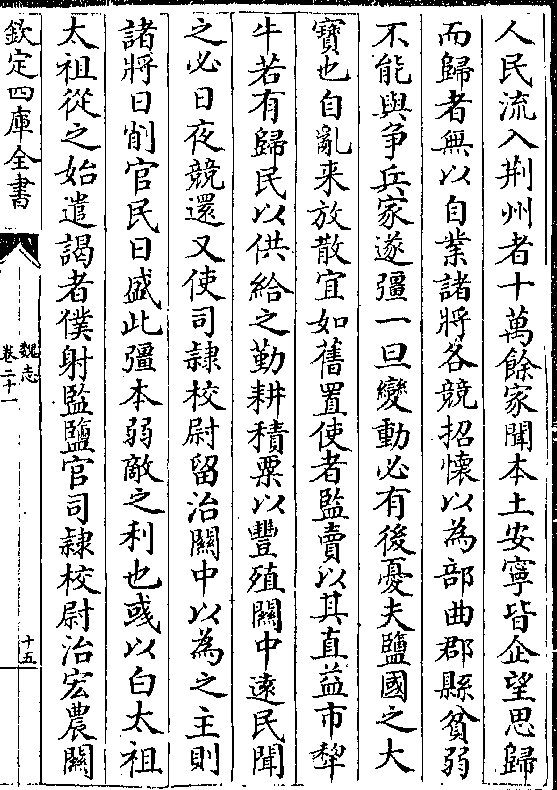 人民流入荆州者十萬餘家聞本土安寧皆企望思歸
而歸者無以自業諸將各競招懷以為部曲郡縣貧弱
不能與争兵家遂彊一旦變動必有後憂夫鹽國之大
寶也自亂来放散宜如舊置使者監賣以其直益市犂
牛若有歸民以供給之勤耕積粟以豐殖關中遠民聞
之必日夜競還又使司隷校尉留治關中以為之主則
諸將日削官民日盛此彊本弱敵之利也彧以白太祖
太祖從之始遣謁者僕射監鹽官司隷校尉治宏農關
欽定四庫全書
魏志
卷二十一
十五